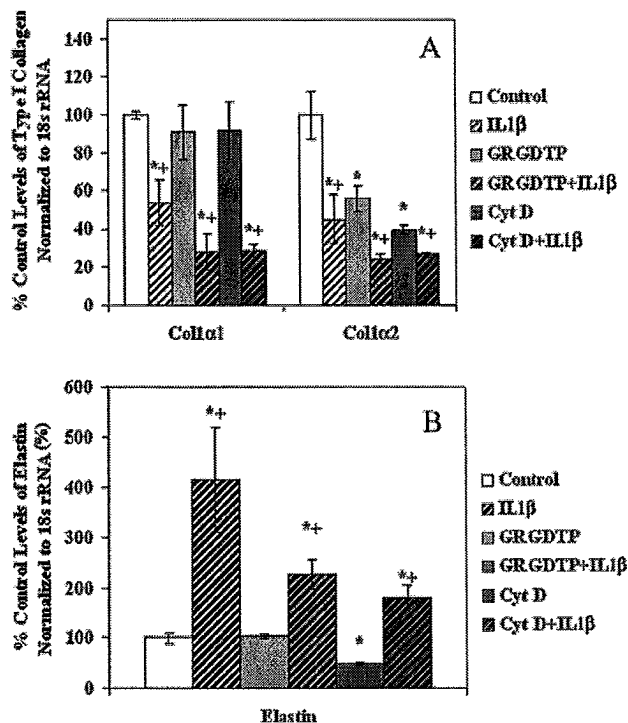 % Control Levels of Type I Collagen
Normalized to 18s rRNA
140
120
100
80
60
40
20
0
A
*+
*+
*+
*+
*
*+
*
*+
Col1α1
Col1α2
Control
IL1β
GRGDTP
GRGDTP+IL1β
Cyt D
Cyt D+IL1β
% Control Levels of Elastin
Normalized to 18s rRNA (%)
600
500
400
300
200
100
0
B
*+
*+
*
*+
Elastin
Control
IL1β
GRGDTP
GRGDTP+IL1β
Cyt D
Cyt D+IL1β